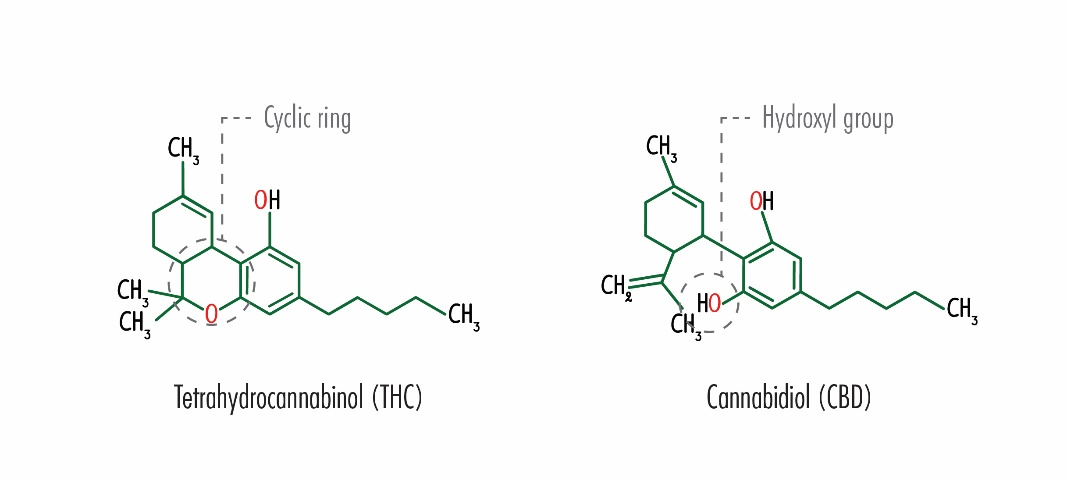 Cyclic ring
CH3
OH
CH3
CH3
O
CH3
Tetrahydrocannabinol (THC)
Hydroxyl group
CH3
OH
CH2
HO
CH3
CH3
Cannabidiol (CBD)